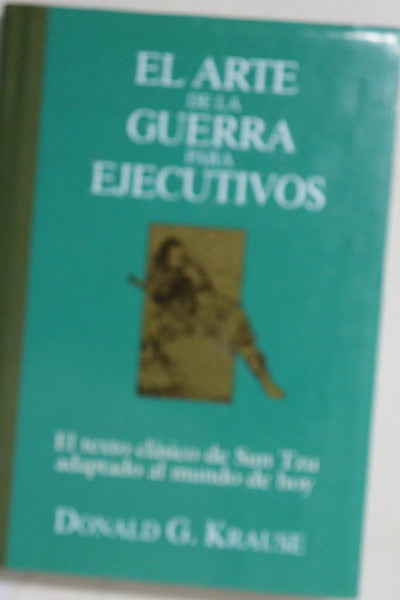 EL ARTE
DE LA
GUERRA
PARA
EJECUTIVOS
El texto clásico de Sun Tzu
adaptado al mundo de hoy
DONALD G. KRAUSE